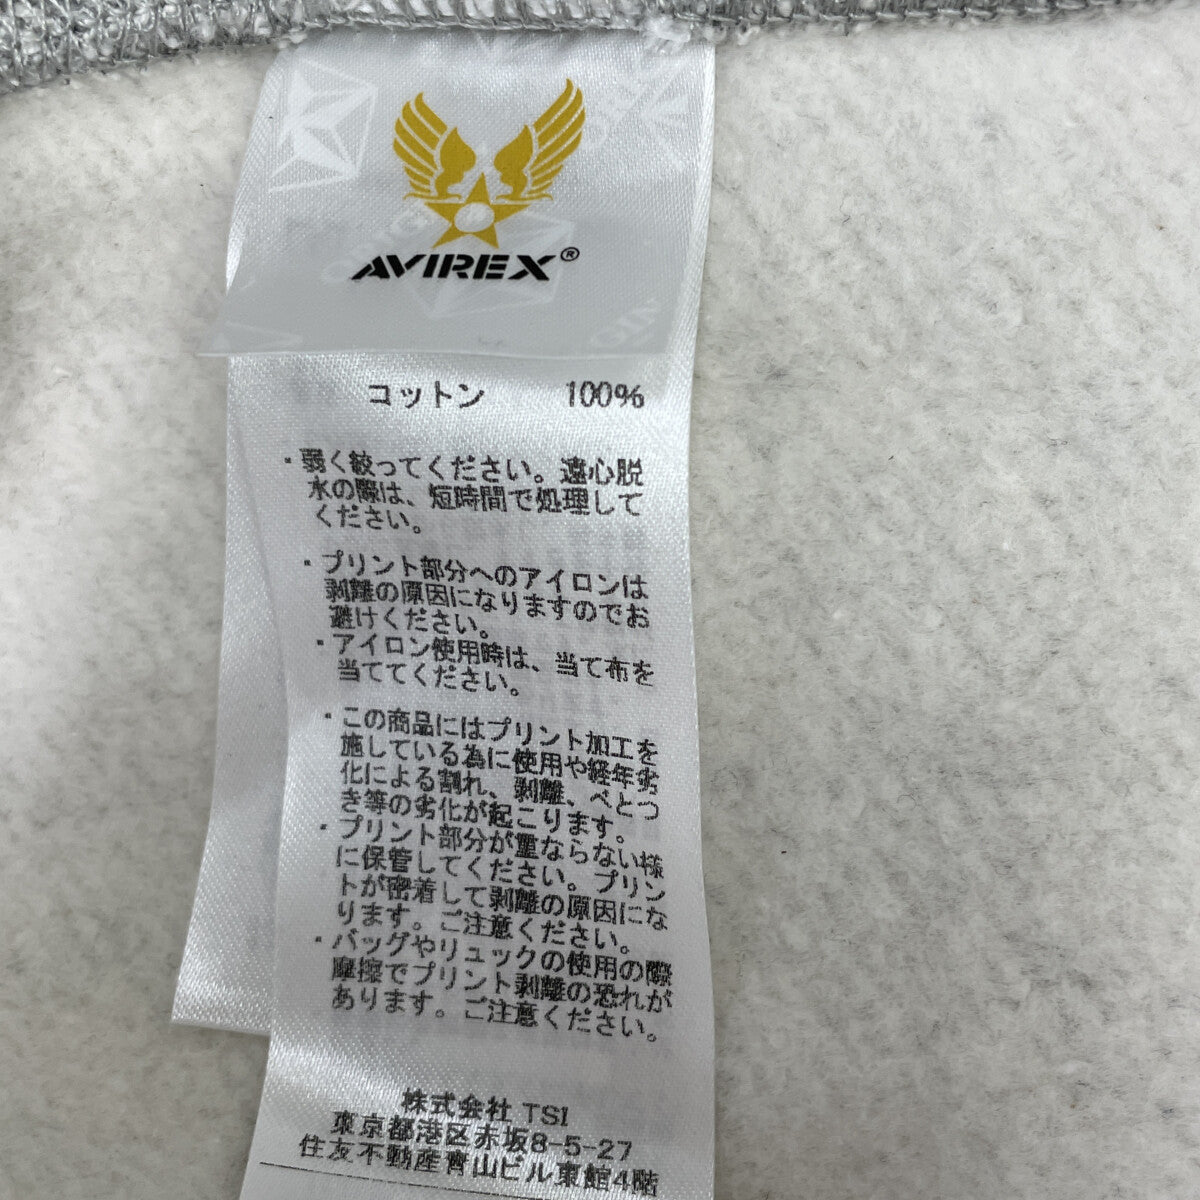 AVIREX®
コットン 100%
・弱く絞ってください。遠心脱
水の際は、短時間で処理して
ください。
・プリント部分へのアイロンは
剥離の原因になりますのでお
避けください。
・アイロン使用時は、当て布を
当ててください。
・この商品にはプリント加工を
施している為に使用や経年劣
化による割れ、剥離、べとつ
き等の劣化が起こります。
・プリント部分が重ならない様
に保管してください。プリン
トが密着して剥離の原因にな
ります。ご注意ください。
・バッグやリュックの使用の際
摩擦でプリント剥離の恐れが
あります。ご注意ください。
株式会社 TSI
東京都港区赤坂8-5-27
住友不動産青山ビル東館4階